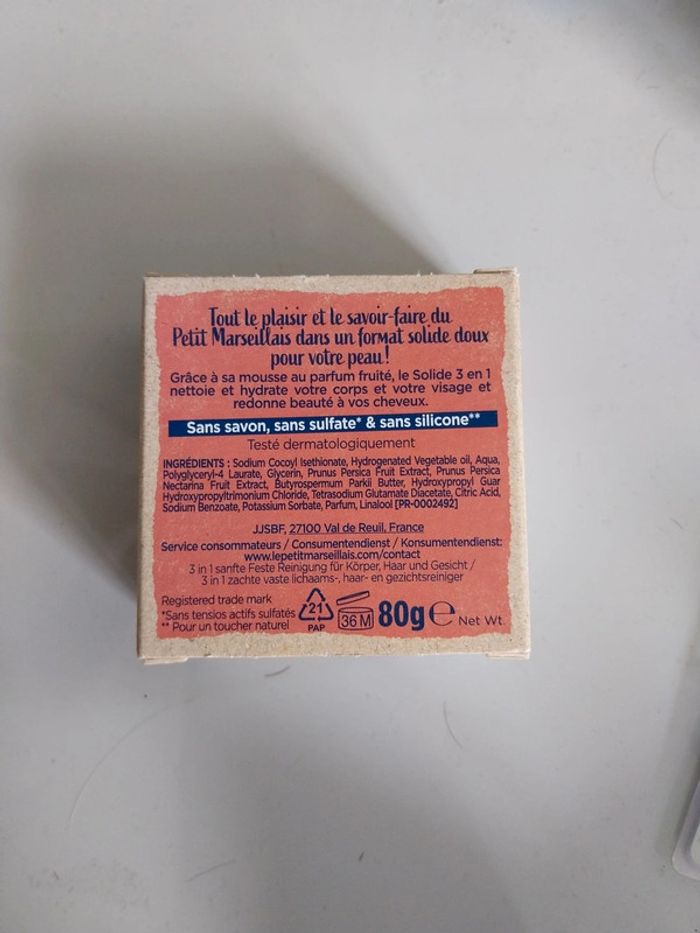 Tout le plaisir et le savoir-faire du
Petit Marseillais dans un format solide doux
pour votre peau !
Grâce à sa mousse au parfum fruité, le Solide 3 en 1
nettoie et hydrate votre corps et votre visage et
redonne beauté à vos cheveux.
Sans savon, sans sulfate* & sans silicone**
Testé dermatologiquement
INGRÉDIENTS : Sodium Cocoyl Isethionate, Hydrogenated Vegetable oil, Aqua,
Polyglyceryl-4 Laurate, Glycerin, Prunus Persica Fruit Extract, Prunus Persica
Nectarina Fruit Extract, Butyrospermum Parkii Butter, Hydroxypropyl Guar
Hydroxypropyltrimonium Chloride, Tetrasodium Glutamate Diacetate, Citric Acid,
Sodium Benzoate, Potassium Sorbate, Parfum, Linalool [PR-0002492]
JJSBF, 27100 Val de Reuil, France
Service consommateurs / Consumentendienst / Konsumentendienst:
www.lepetitmarseillais.com/contact
3 in 1 sanfte Feste Reinigung für Körper, Haar und Gesicht /
3 in 1 zachte vaste lichaams-, haar- en gezichtsreiniger
Registered trade mark
*Sans tensios actifs sulfatés
** Pour un toucher naturel
21
PAP
36 M
80g e Net Wt.